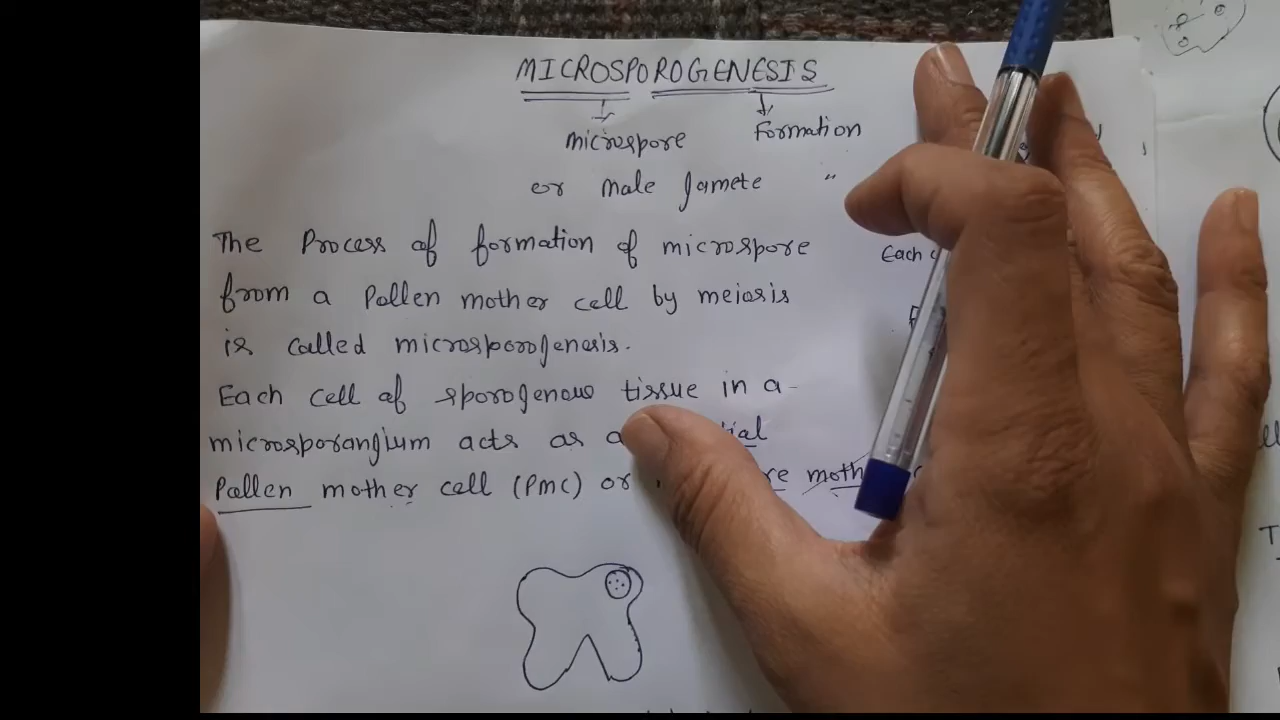 MICROSPOROGENESIS
microspore Formation
or male gamete "
The Process of formation of microspore
from a Pollen mother cell by meiosis
is called microsporogenesis.
Each cell of sporogenous tissue in a
microsporangium acts as a
Pollen mother cell (PMC) or
Each